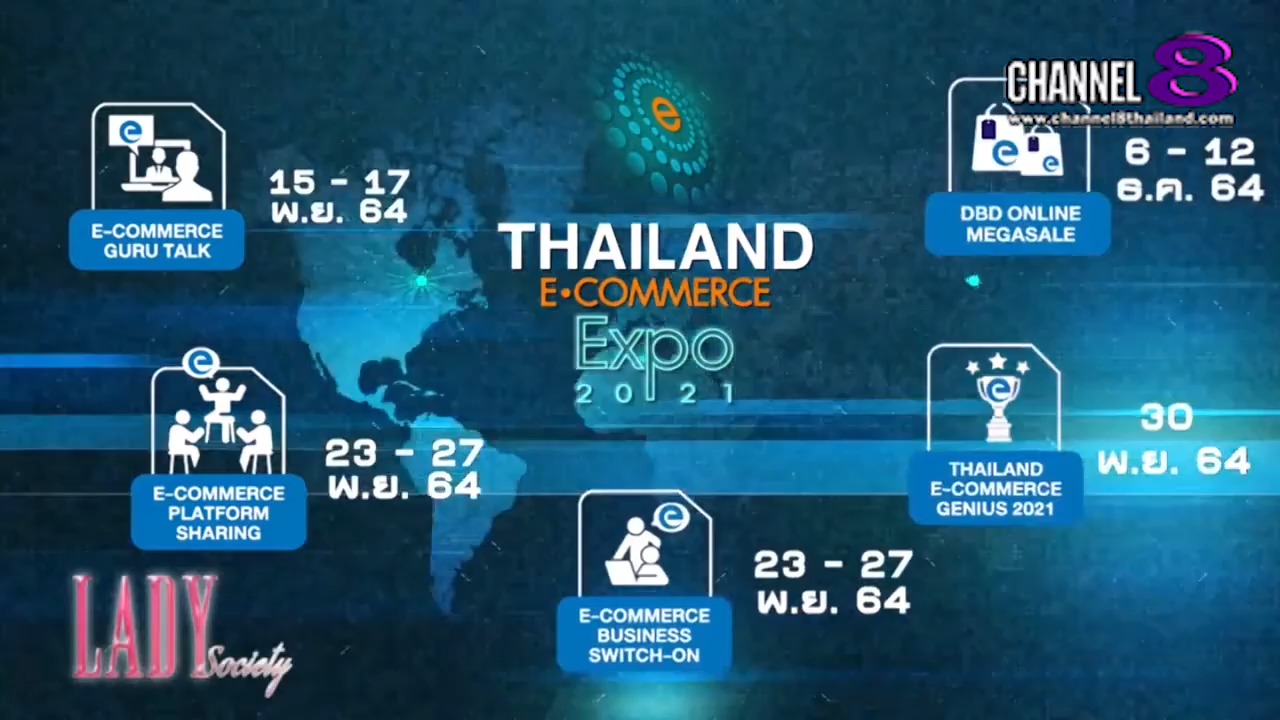 CHANNEL 8
www.channel8thailand.com
E-COMMERCE
GURU TALK
15 - 17
พ.ย. 64
THAILAND
E•COMMERCE
Expo
2021
DBD ONLINE
MEGASALE
6 - 12
ธ.ค. 64
E-COMMERCE
PLATFORM
SHARING
23 - 27
พ.ย. 64
THAILAND
E-COMMERCE
GENIUS 2021
30
พ.ย. 64
E-COMMERCE
BUSINESS
SWITCH-ON
23 - 27
พ.ย. 64
LADY
Society